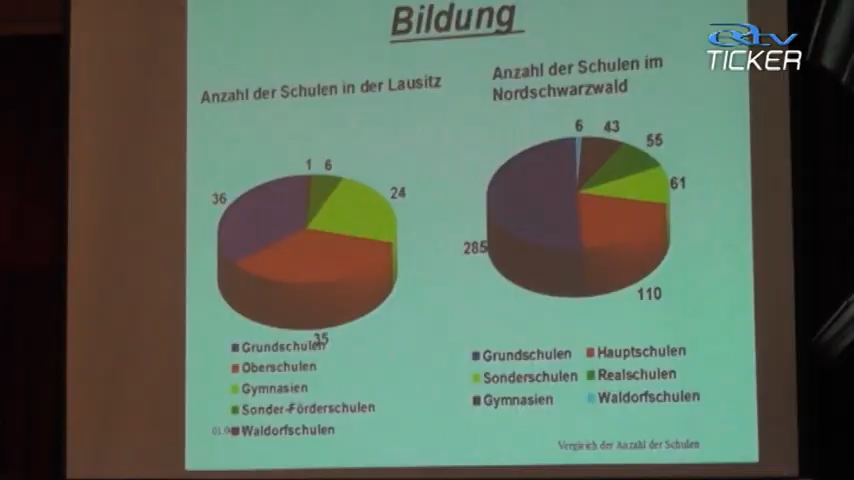 Bildung
tv
TICKER
Anzahl der Schulen in der Lausitz
1 6
24
36
35
Grundschulen
Oberschulen
Gymnasien
Sonder-Förderschulen
Waldorfschulen
Anzahl der Schulen im
Nordschwarzwald
6 43
55
61
285
110
Grundschulen Hauptschulen
Sonderschulen Realschulen
Gymnasien Waldorfschulen
Vergleich der Anzahl der Schulen